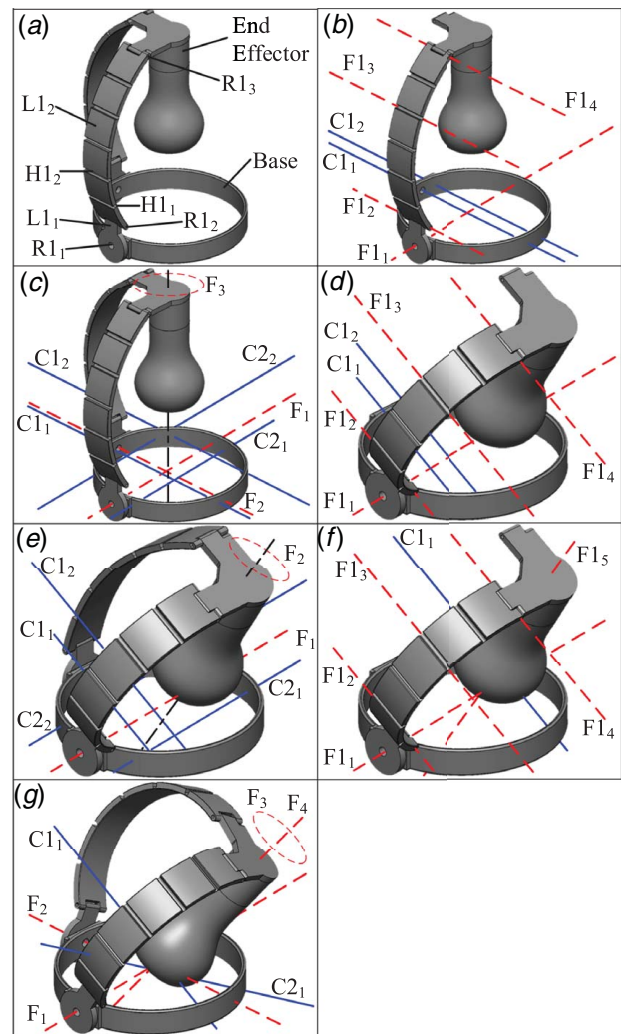 (a)
End
Effector
R1₃
L1₂
Base
H1₂
H1₁
L1₁
R1₂
R1₁
(b)
F1₃
F1₄
C1₂
C1₁
F1₂
F1₁
(c)
F₃
C1₂
C2₂
F₁
C1₁
C2₁
F₂
(d)
F1₃
C1₂
C1₁
F1₂
F1₄
F1₁
(e)
F₂
C1₂
C1₁
F₁
C2₂
C2₁
(f)
C1₁
F1₅
F1₃
F1₂
F1₄
F1₁
(g)
F₃
F₄
C1₁
F₂
C2₁
F₁